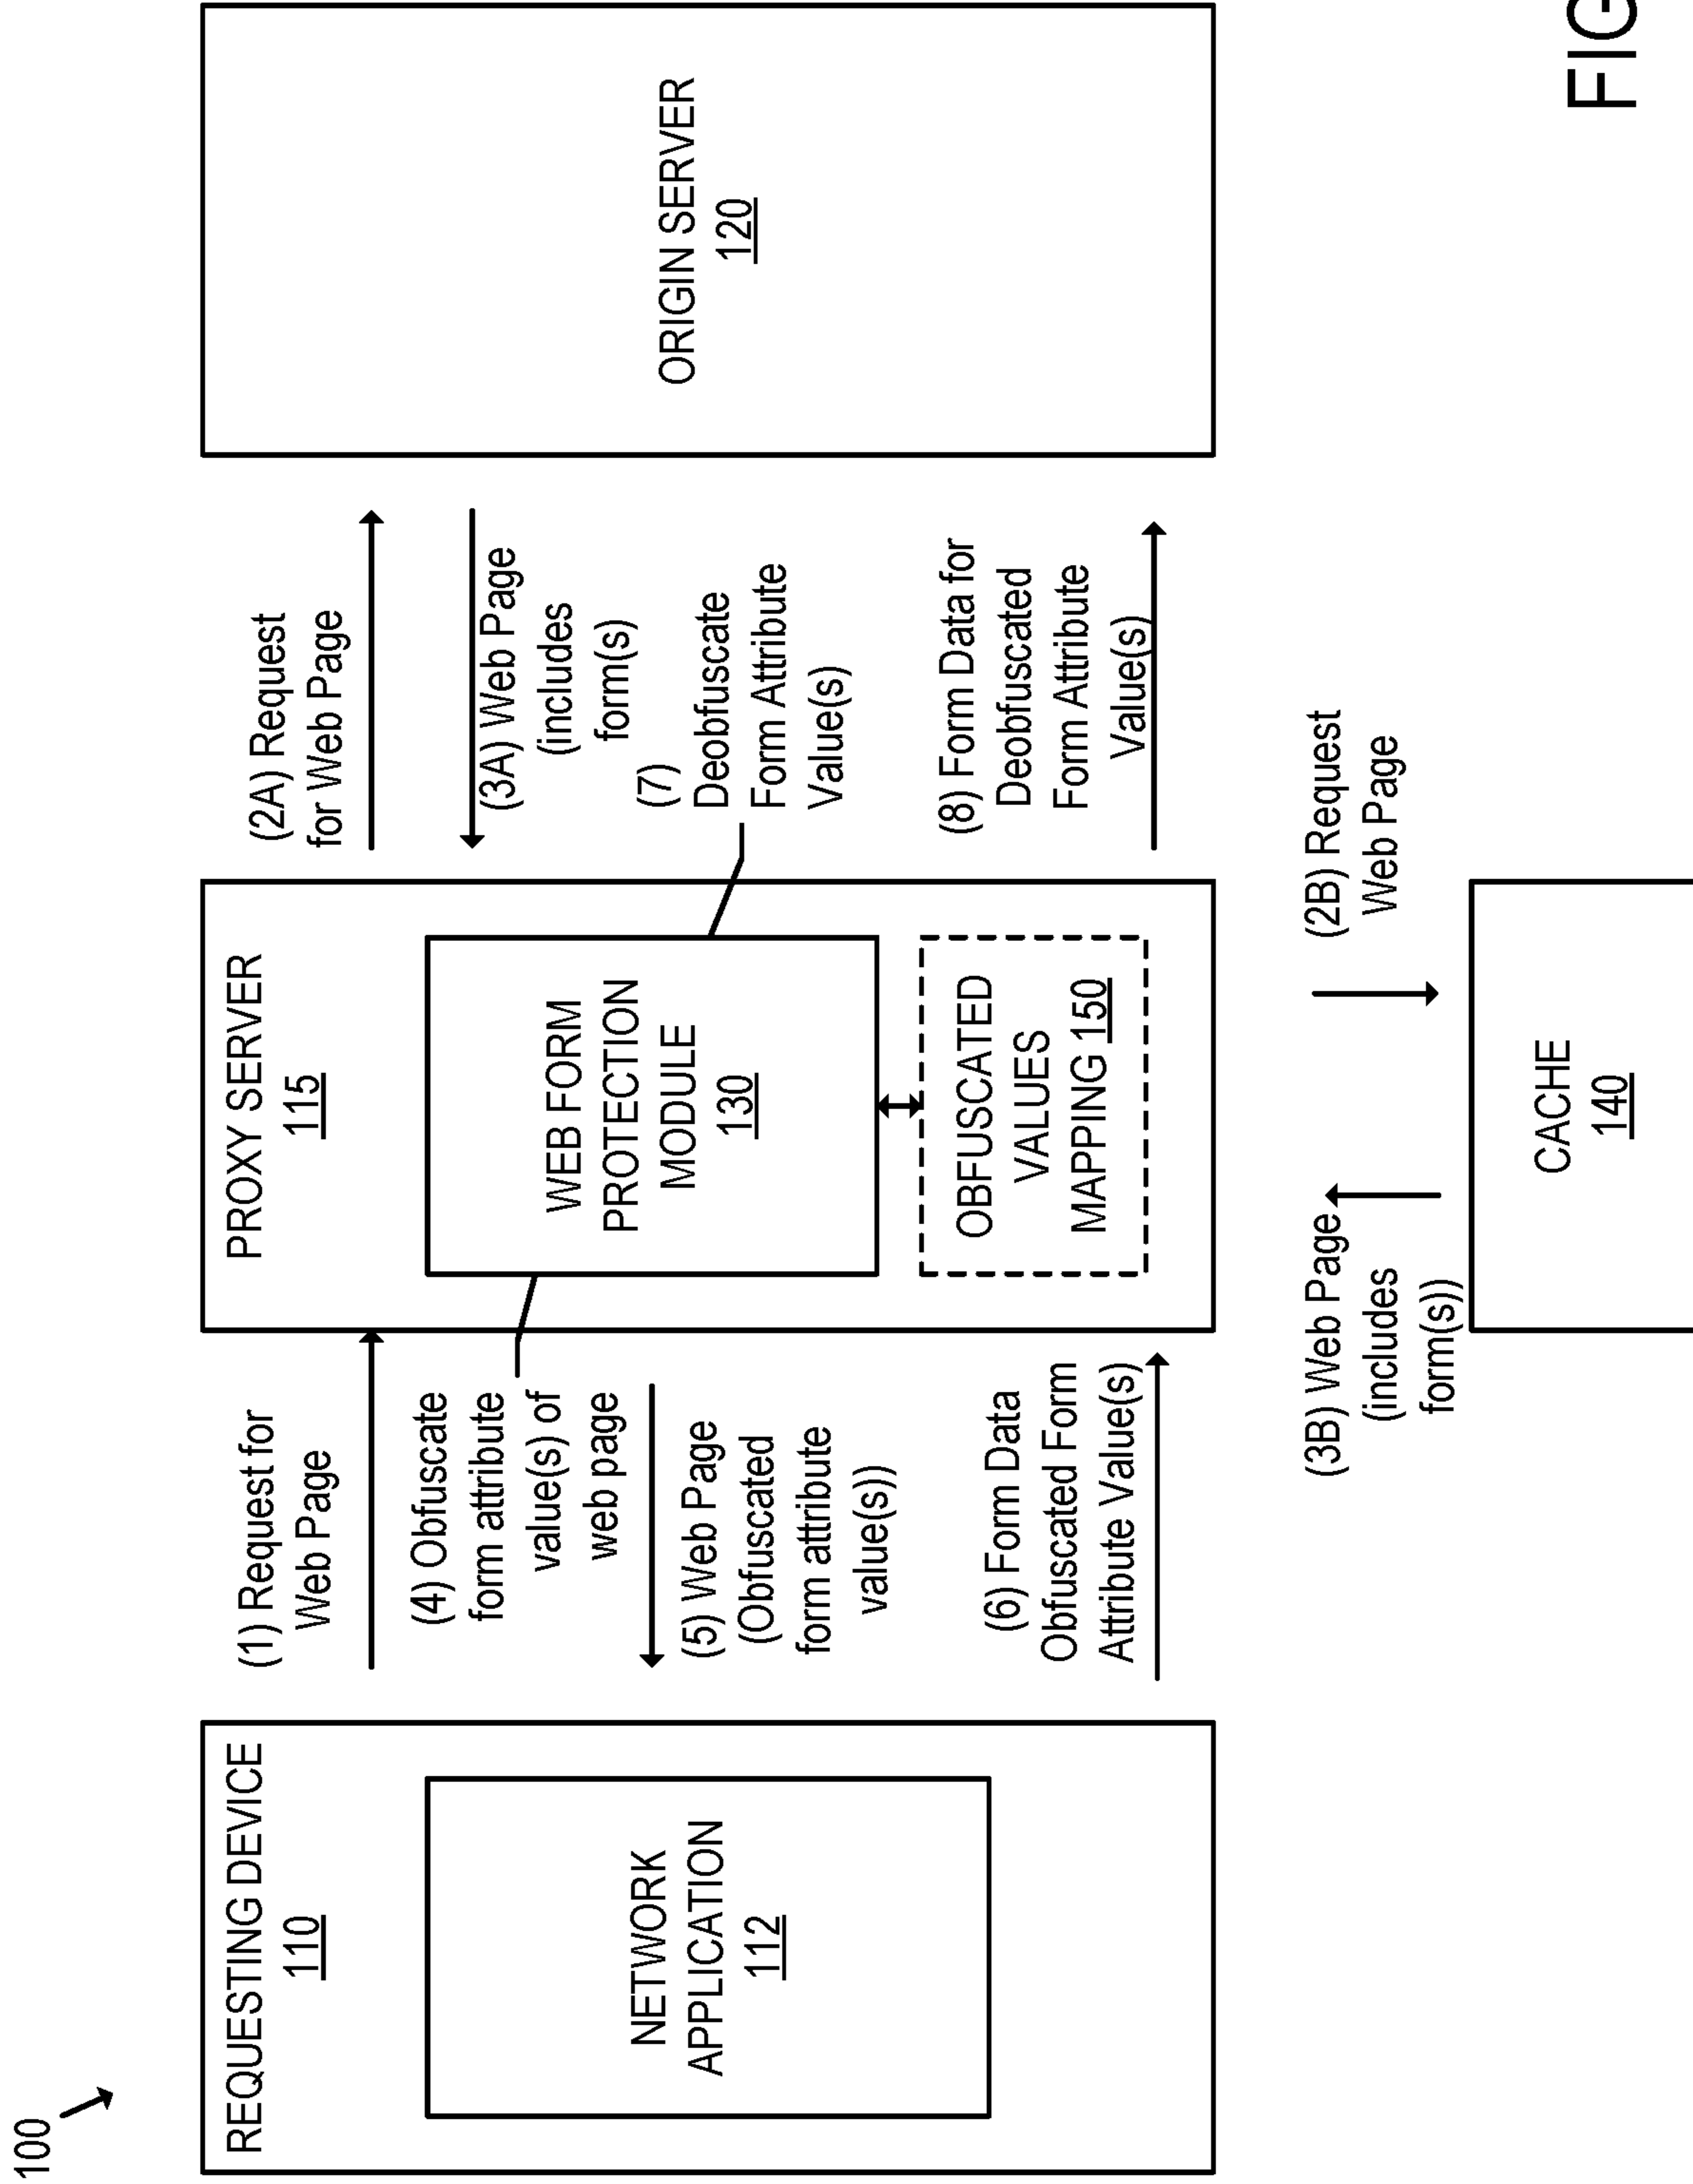 100
REQUESTING DEVICE
110
NETWORK
APPLICATION
112
(1) Request for
Web Page
(4) Obfuscate
form attribute
value(s) of
web page
(5) Web Page
(Obfuscated
form attribute
value(s))
(6) Form Data
Obfuscated Form
Attribute Value(s)
PROXY SERVER
115
WEB FORM
PROTECTION
MODULE
130
OBFUSCATED
VALUES
MAPPING 150
(2A) Request
for Web Page
(3A) Web Page
(includes
form(s)
(7)
Deobfuscate
Form Attribute
Value(s)
(8) Form Data for
Deobfuscated
Form Attribute
Value(s)
ORIGIN SERVER
120
(3B) Web Page
(includes
form(s))
(2B) Request
Web Page
CACHE
140
FIG